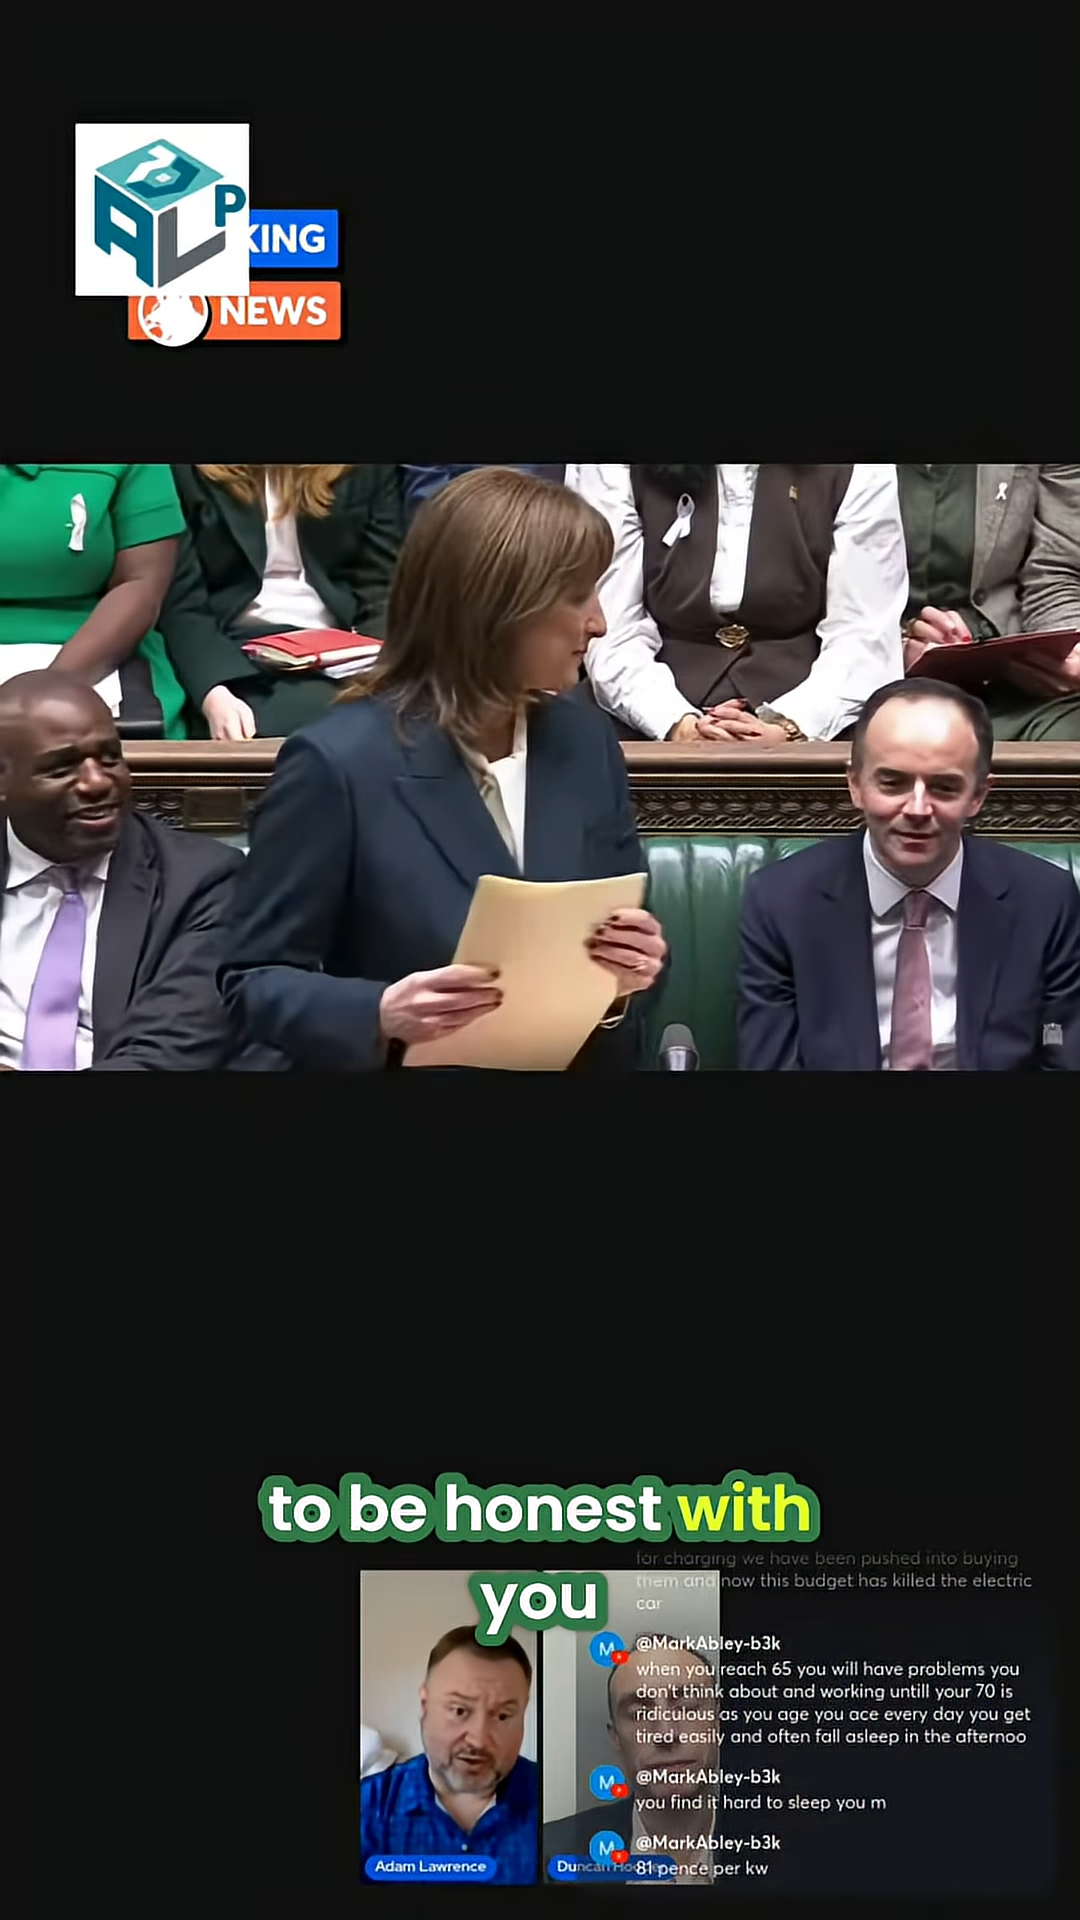 P
KING
NEWS
to be honest with
you
for charging we have been pushed into buying
them and now this budget has killed the electric
car
@MarkAbley-b3k
when you reach 65 you will have problems you
don't think about and working untill your 70 is
ridiculous as you age you ace every day you get
tired easily and often fall asleep in the afternoo
@MarkAbley-b3k
you find it hard to sleep you m
@MarkAbley-b3k
81 pence per kw
Adam Lawrence
Duncan